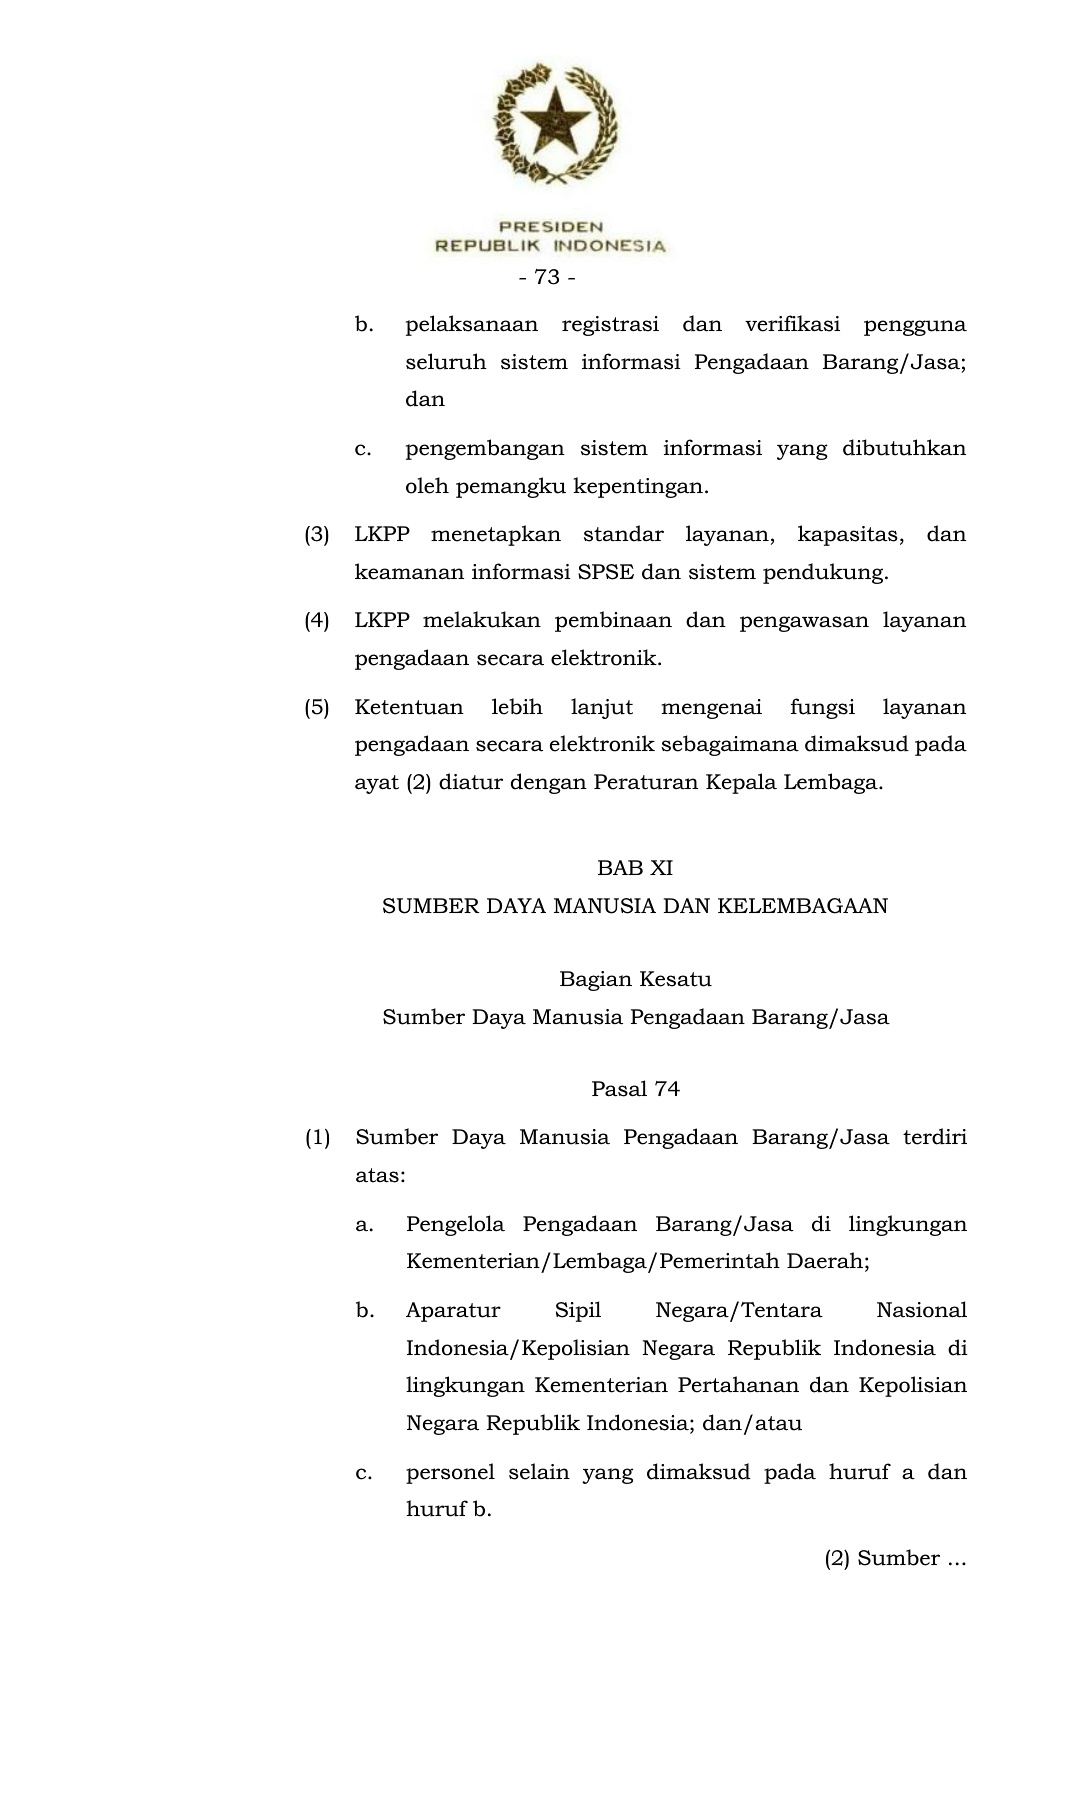 PRESIDEN
REPUBLIK INDONESIA
- 73 -
b. pelaksanaan registrasi dan verifikasi pengguna
seluruh sistem informasi Pengadaan Barang/Jasa;
dan
c. pengembangan sistem informasi yang dibutuhkan
oleh pemangku kepentingan.
(3) LKPP menetapkan standar layanan, kapasitas, dan
keamanan informasi SPSE dan sistem pendukung.
(4) LKPP melakukan pembinaan dan pengawasan layanan
pengadaan secara elektronik.
(5) Ketentuan lebih lanjut mengenai fungsi layanan
pengadaan secara elektronik sebagaimana dimaksud pada
ayat (2) diatur dengan Peraturan Kepala Lembaga.
BAB XI
SUMBER DAYA MANUSIA DAN KELEMBAGAAN
Bagian Kesatu
Sumber Daya Manusia Pengadaan Barang/Jasa
Pasal 74
(1) Sumber Daya Manusia Pengadaan Barang/Jasa terdiri
atas:
a. Pengelola Pengadaan Barang/Jasa di lingkungan
Kementerian/Lembaga/Pemerintah Daerah;
b. Aparatur Sipil Negara/Tentara Nasional
Indonesia/Kepolisian Negara Republik Indonesia di
lingkungan Kementerian Pertahanan dan Kepolisian
Negara Republik Indonesia; dan/atau
c. personel selain yang dimaksud pada huruf a dan
huruf b.
(2) Sumber ...